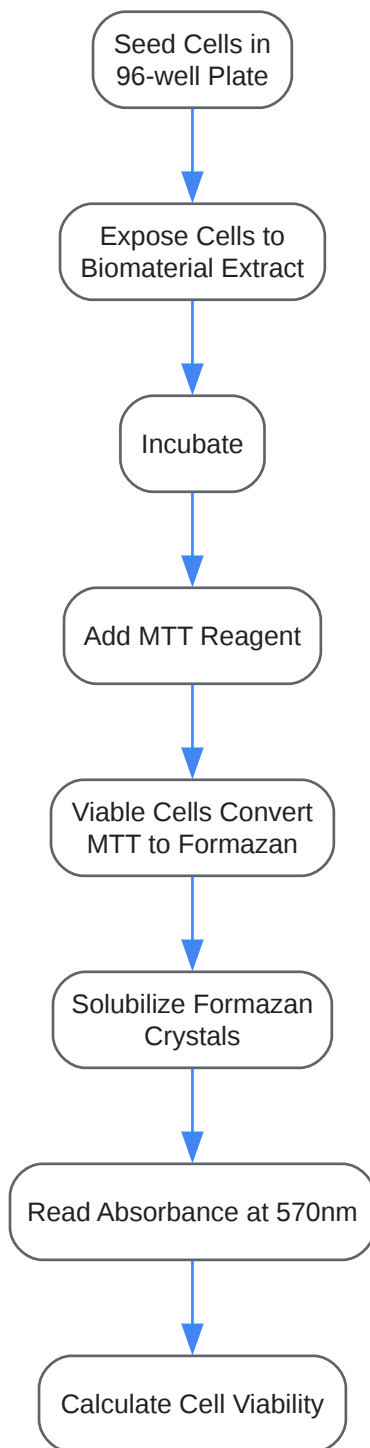 Seed Cells in
96-well Plate
Expose Cells to
Biomaterial Extract
Incubate
Add MTT Reagent
Viable Cells Convert
MTT to Formazan
Solubilize Formazan
Crystals
Read Absorbance at 570nm
Calculate Cell Viability